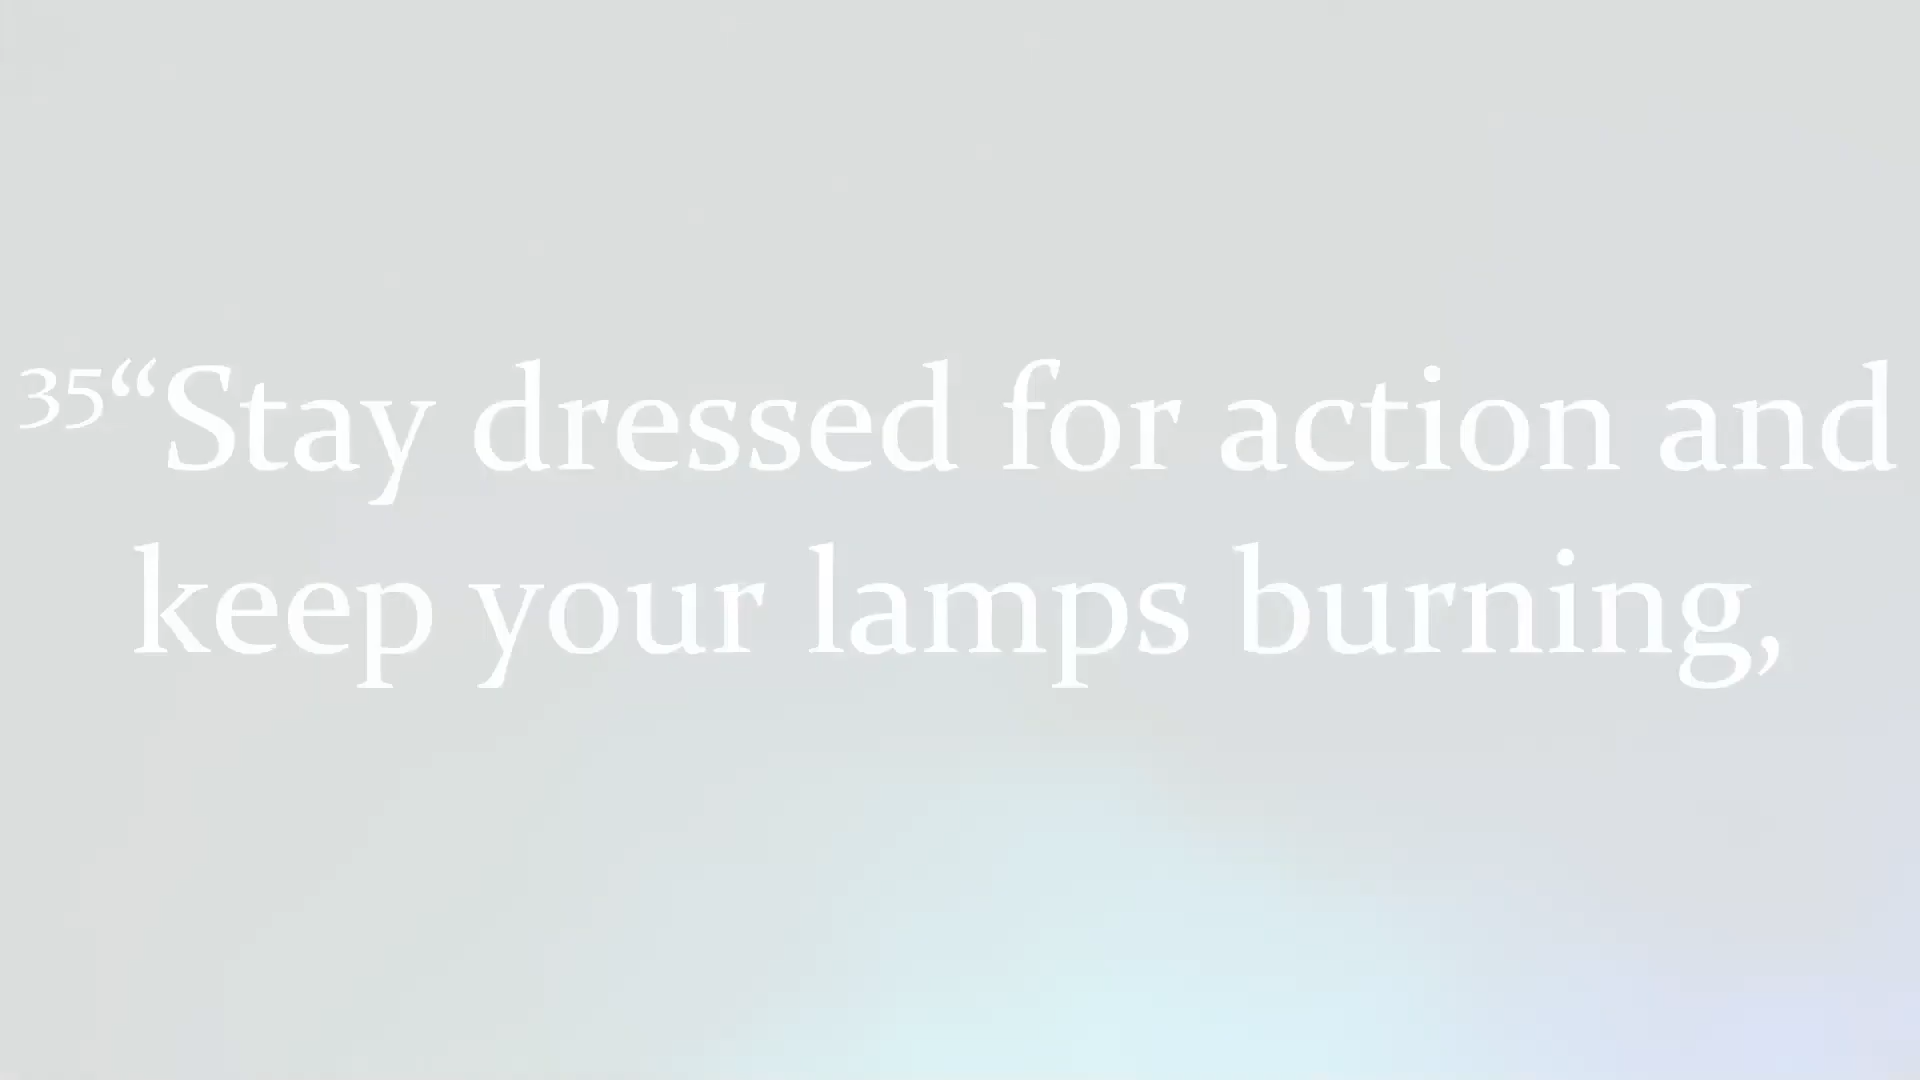 ³⁵“Stay dressed for action and
keep your lamps burning,